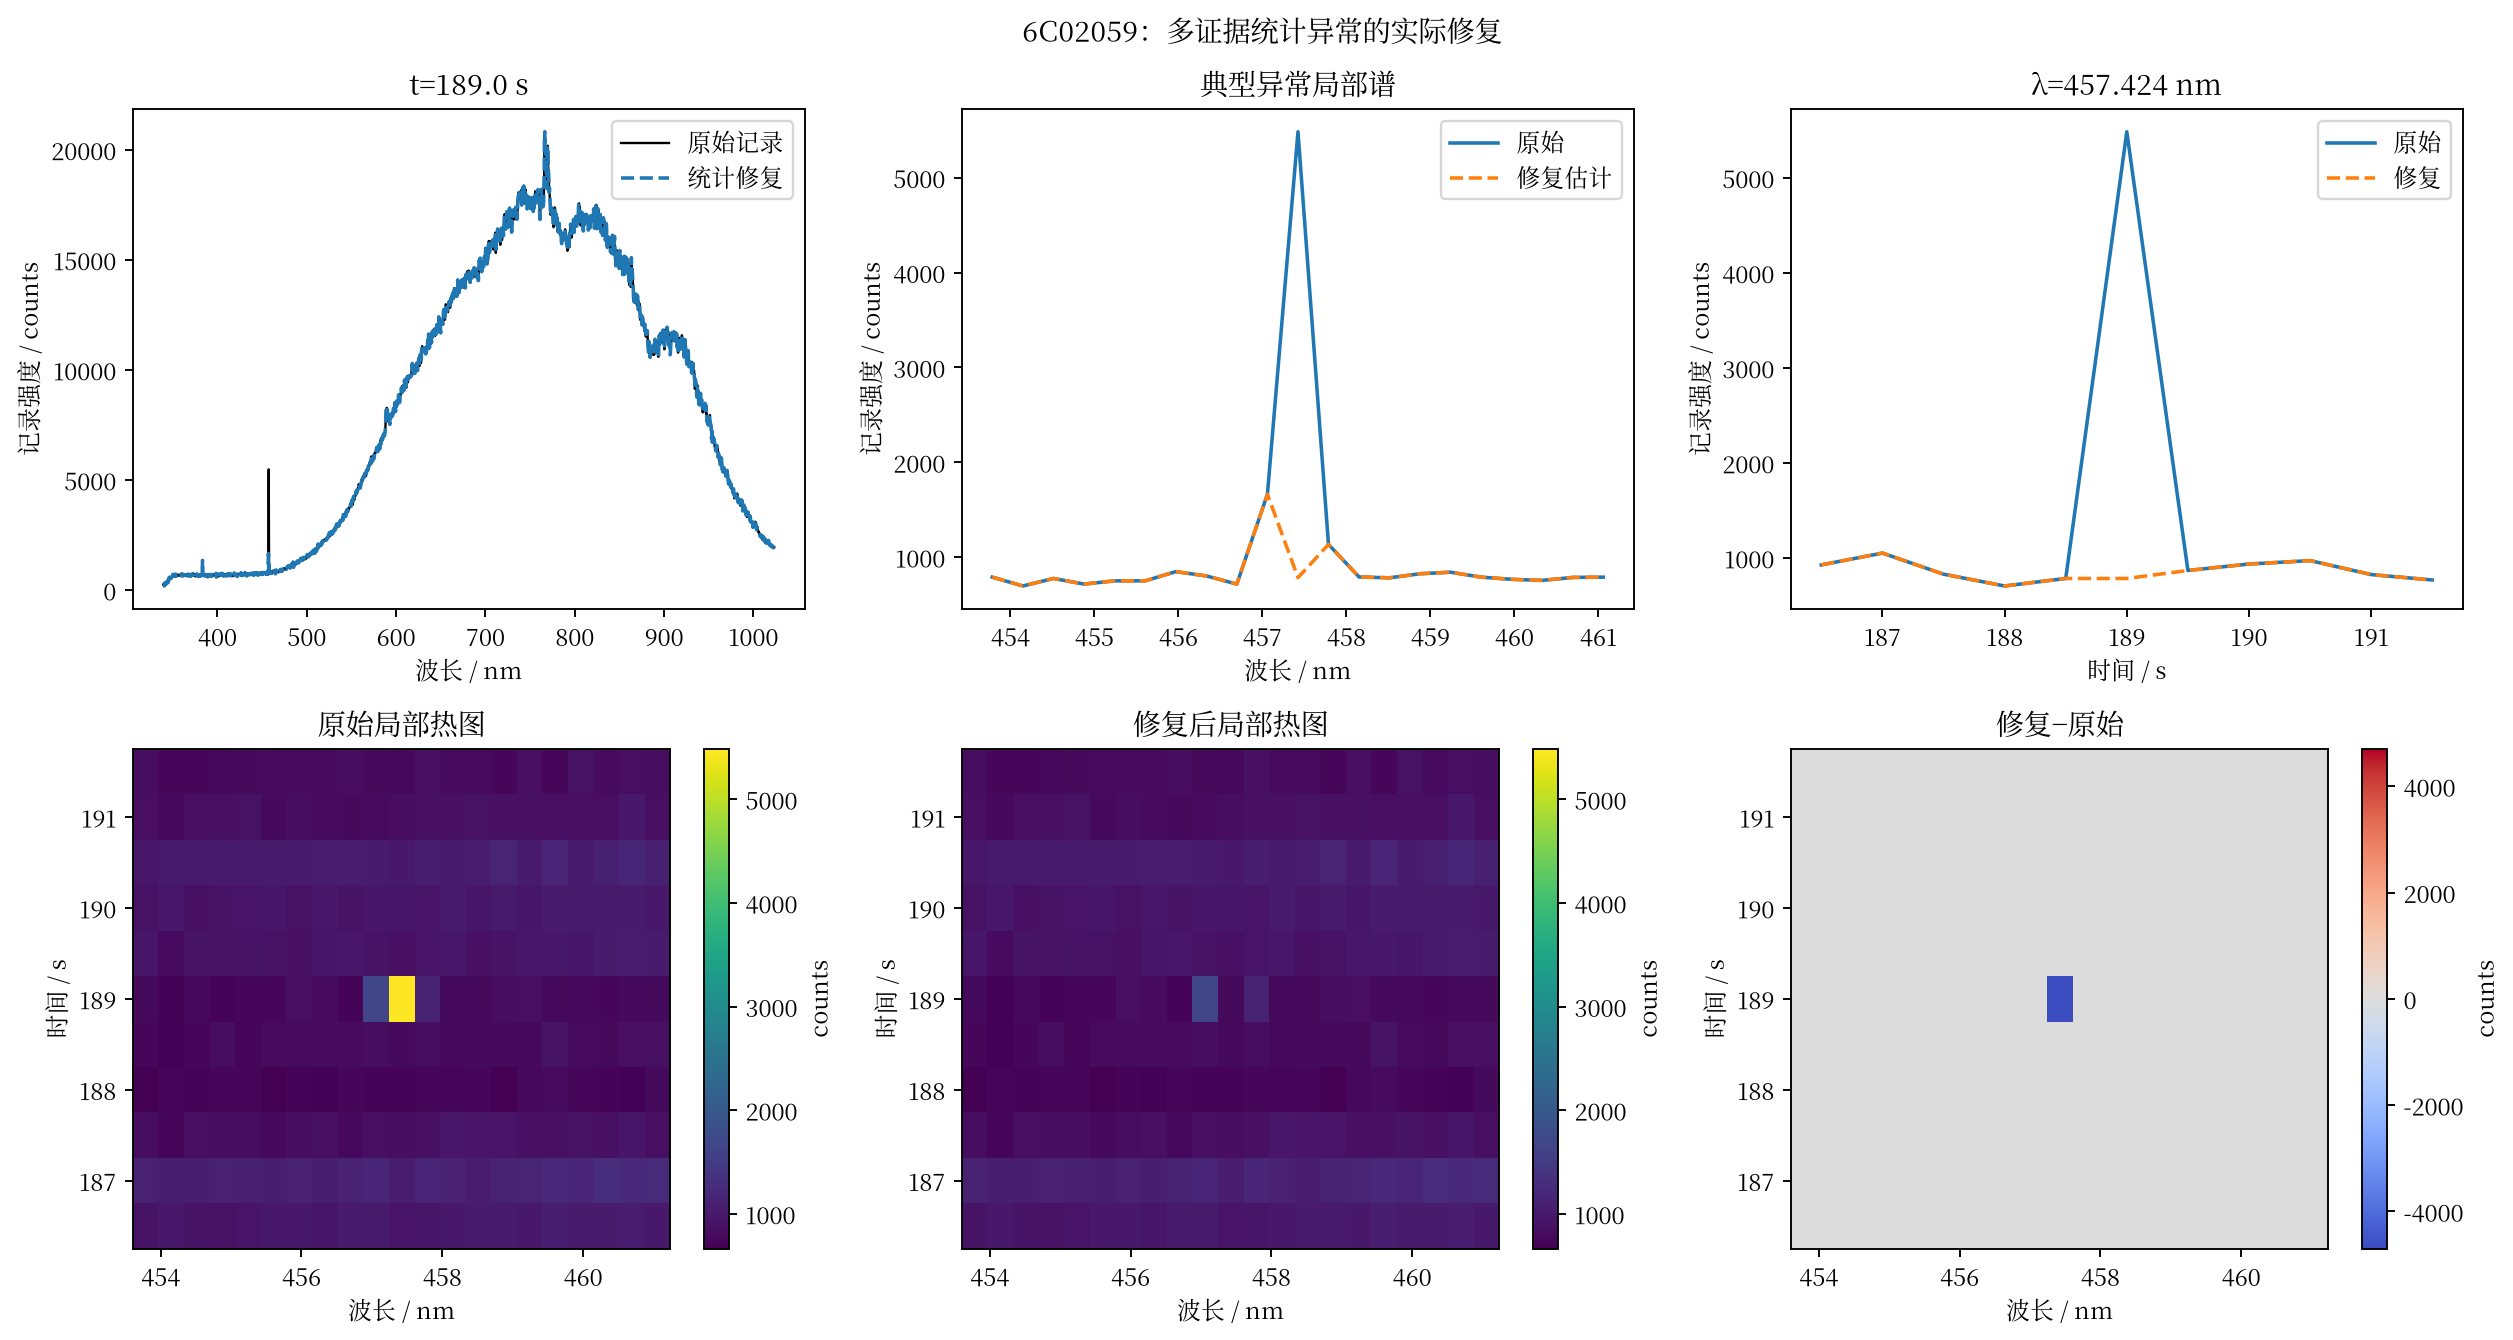 6C02059：多证据统计异常的实际修复
t=189.0 s
原始记录
统计修复
记录强度 / counts
20000
15000
10000
5000
0
400 500 600 700 800 900 1000
波长 / nm
典型异常局部谱
原始
修复估计
记录强度 / counts
5000
4000
3000
2000
1000
454 455 456 457 458 459 460 461
波长 / nm
λ=457.424 nm
原始
修复
记录强度 / counts
5000
4000
3000
2000
1000
187 188 189 190 191
时间 / s
原始局部热图
时间 / s
191
190
189
188
187
454 456 458 460
波长 / nm
5000
4000
3000
2000
1000
counts
修复后局部热图
时间 / s
191
190
189
188
187
454 456 458 460
波长 / nm
5000
4000
3000
2000
1000
counts
修复−原始
时间 / s
191
190
189
188
187
454 456 458 460
波长 / nm
4000
2000
0
-2000
-4000
counts